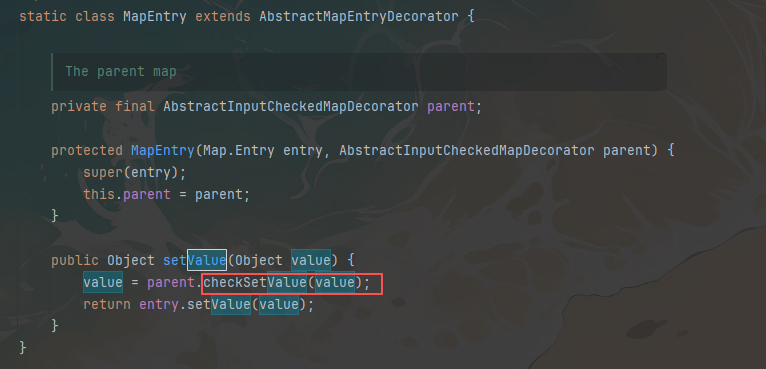 static class MapEntry extends AbstractMapEntryDecorator {
The parent map
private final AbstractInputCheckedMapDecorator parent;
protected MapEntry(Map.Entry entry, AbstractInputCheckedMapDecorator parent) {
super(entry);
this.parent = parent;
}
public Object setValue(Object value) {
value = parent.checkSetValue(value);
return entry.setValue(value);
}
}